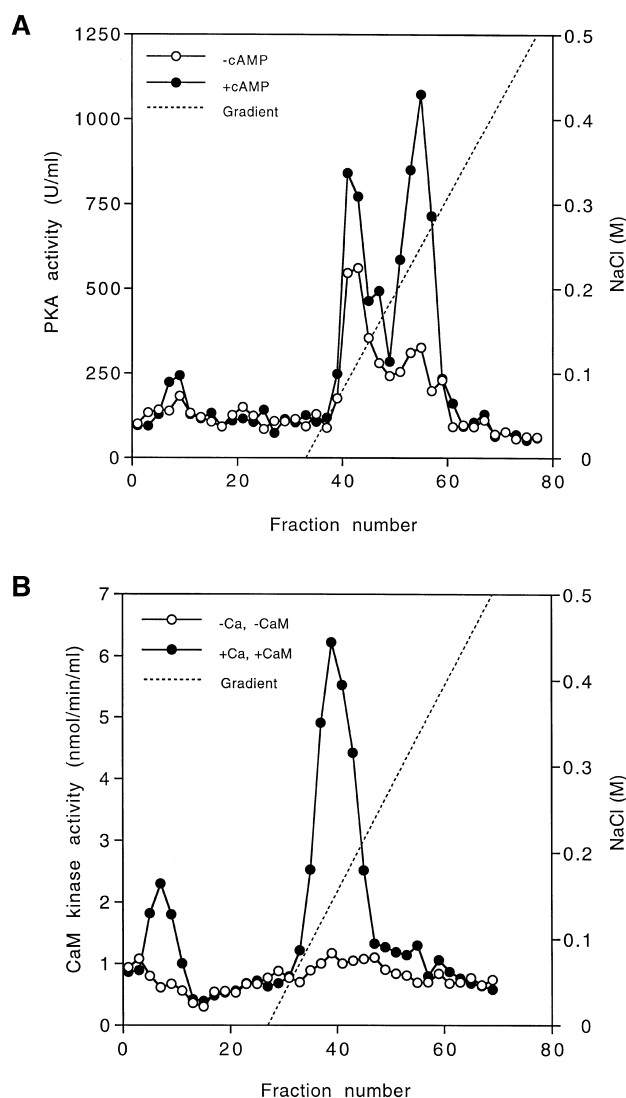 A
1250
1000
750
500
250
0
PKA activity (U/ml)
-cAMP
+cAMP
Gradient
0.5
0.4
0.3
0.2
0.1
0
NaCl (M)
0 20 40 60 80
Fraction number
B
7
6
5
4
3
2
1
0
CaM kinase activity (nmol/min/ml)
-Ca, -CaM
+Ca, +CaM
Gradient
0.5
0.4
0.3
0.2
0.1
0
NaCl (M)
0 20 40 60 80
Fraction number